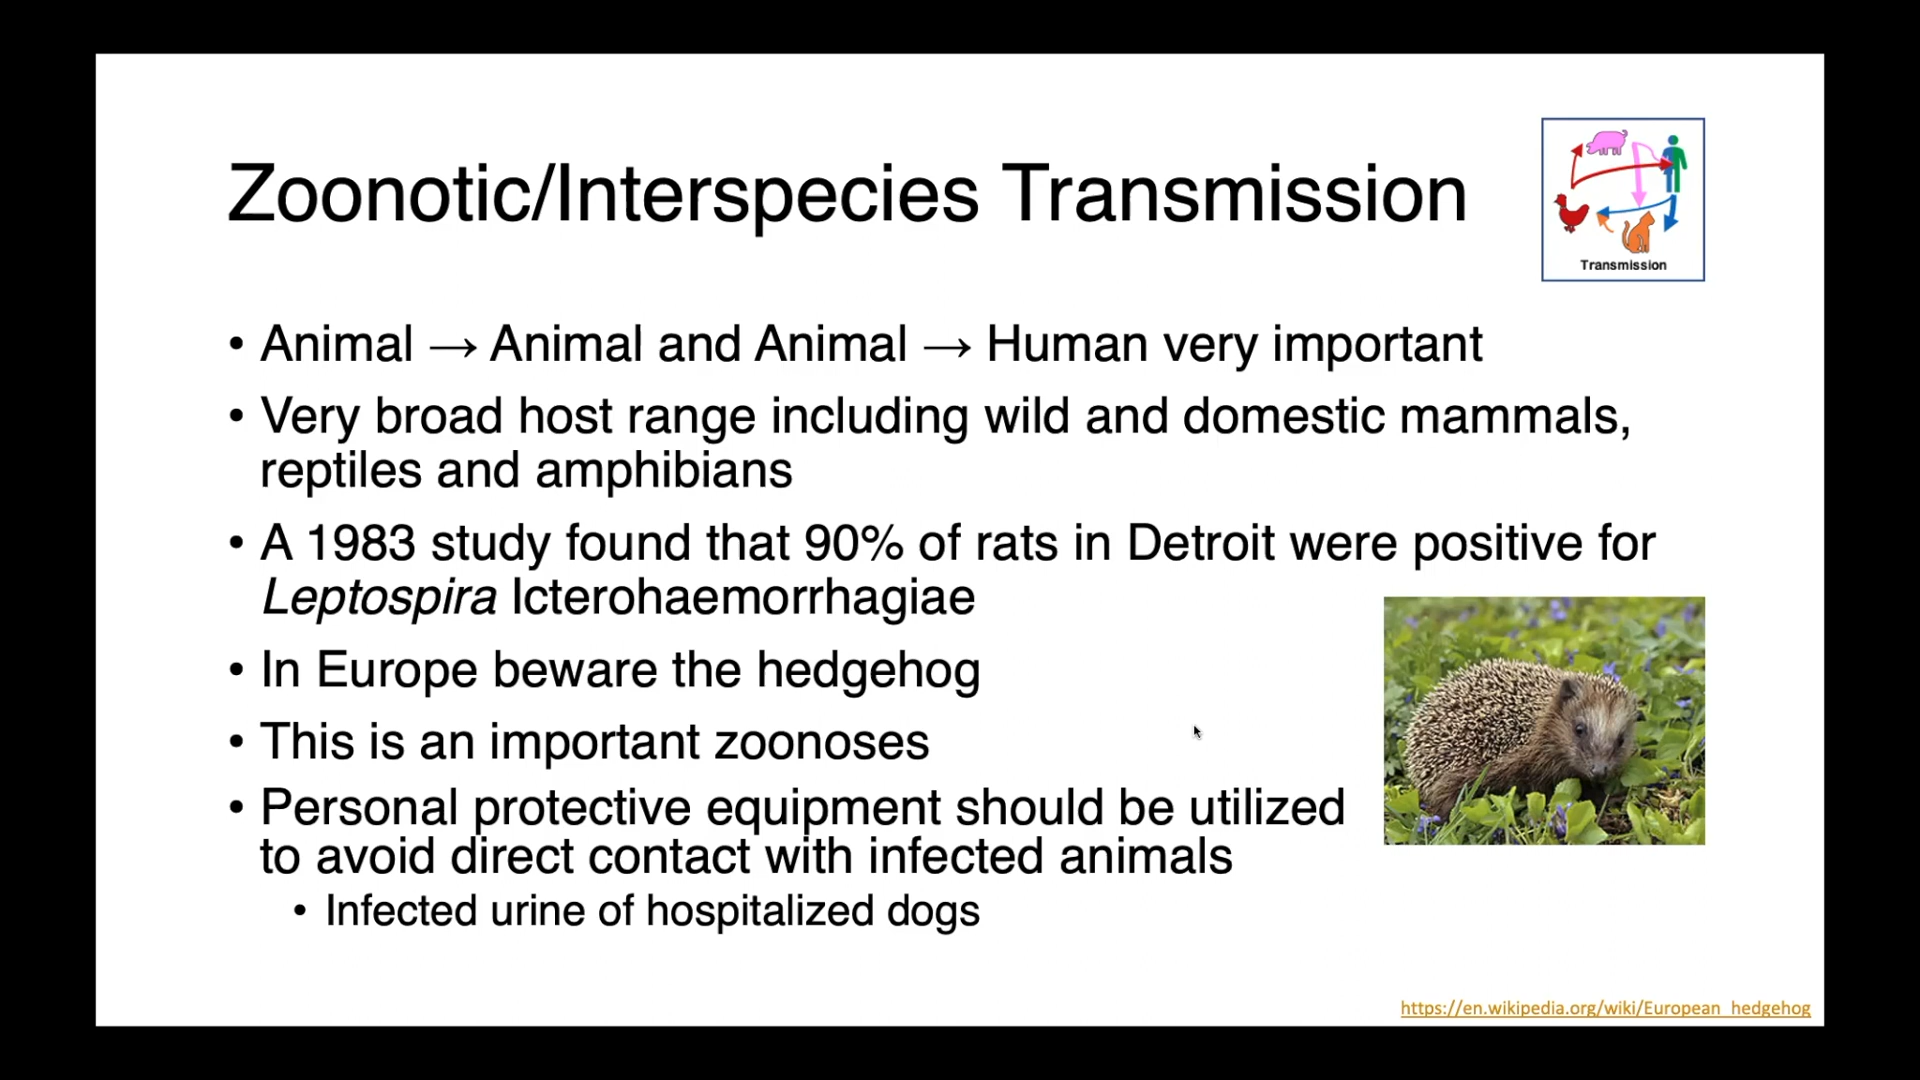 Zoonotic/Interspecies Transmission
Transmission
• Animal → Animal and Animal → Human very important
• Very broad host range including wild and domestic mammals,
reptiles and amphibians
• A 1983 study found that 90% of rats in Detroit were positive for
Leptospira Icterohaemorrhagiae
• In Europe beware the hedgehog
• This is an important zoonoses
• Personal protective equipment should be utilized
to avoid direct contact with infected animals
• Infected urine of hospitalized dogs
https://en.wikipedia.org/wiki/European_hedgehog